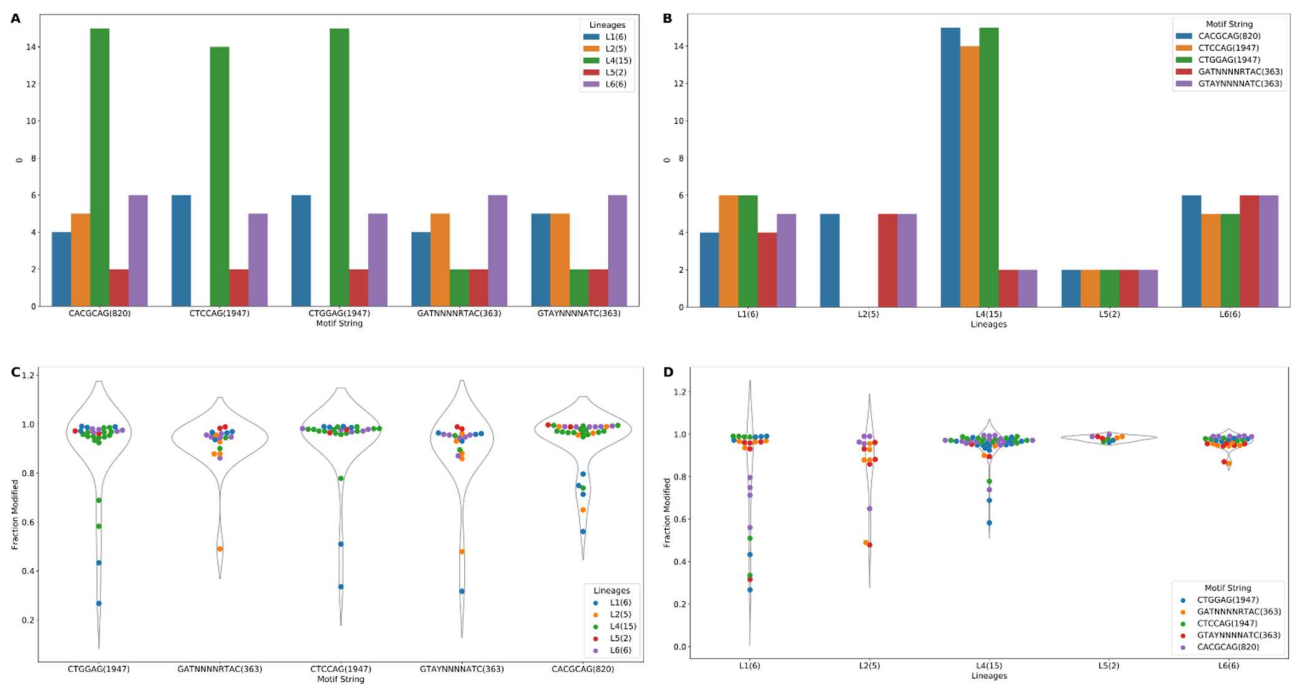 A
Lineages
L1(6)
L2(5)
L4(15)
L5(2)
L6(6)
14
12
10
8
6
4
2
0
0
CACGCAG(820) CTCCAG(1947) CTGGAG(1947) GATNNNNRTAC(363) GTAYNNNNATC(363)
Motif String
B
Motif String
CACGCAG(820)
CTCCAG(1947)
CTGGAG(1947)
GATNNNNRTAC(363)
GTAYNNNNATC(363)
14
12
10
8
6
4
2
0
0
L1(6) L2(5) L4(15) L5(2) L6(6)
Lineages
C
1.2
1.0
0.8
0.6
0.4
0.2
Fraction Modified
Lineages
L1(6)
L2(5)
L4(15)
L5(2)
L6(6)
CTGGAG(1947) GATNNNNRTAC(363) CTCCAG(1947) GTAYNNNNATC(363) CACGCAG(820)
Motif String
D
1.2
1.0
0.8
0.6
0.4
0.2
0.0
Fraction Modified
Motif String
CTGGAG(1947)
GATNNNNRTAC(363)
CTCCAG(1947)
GTAYNNNNATC(363)
CACGCAG(820)
L1(6) L2(5) L4(15) L5(2) L6(6)
Lineages